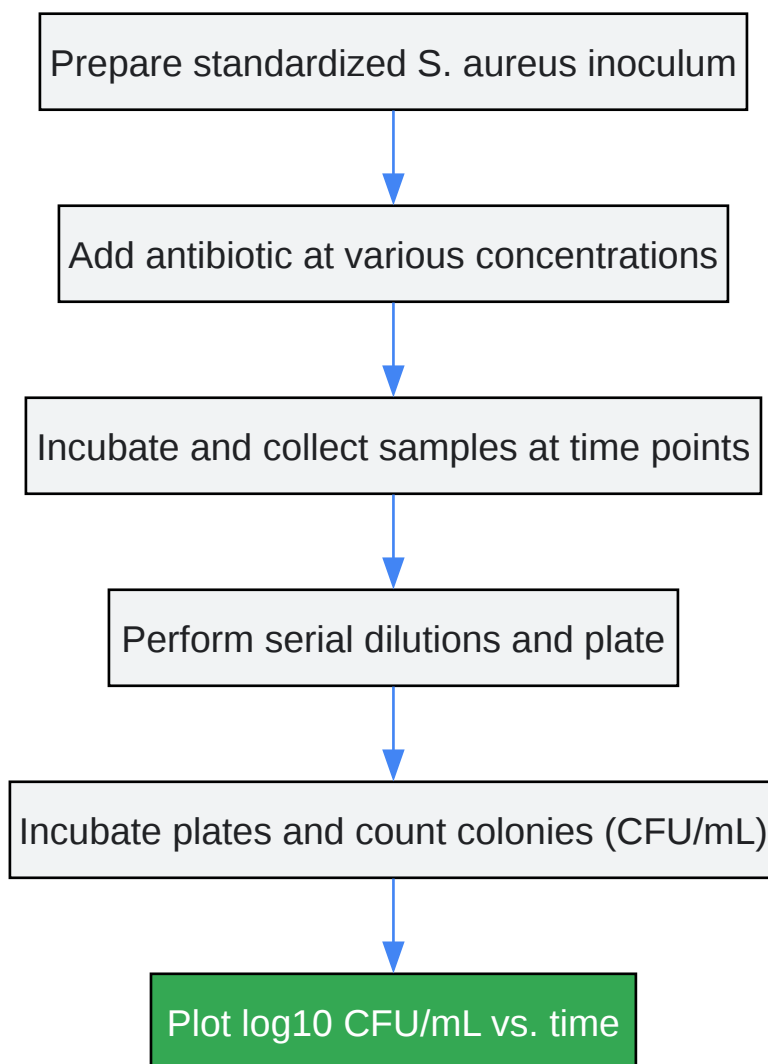 Prepare standardized S. aureus inoculum
Add antibiotic at various concentrations
Incubate and collect samples at time points
Perform serial dilutions and plate
Incubate plates and count colonies (CFU/mL)
Plot log10 CFU/mL vs. time